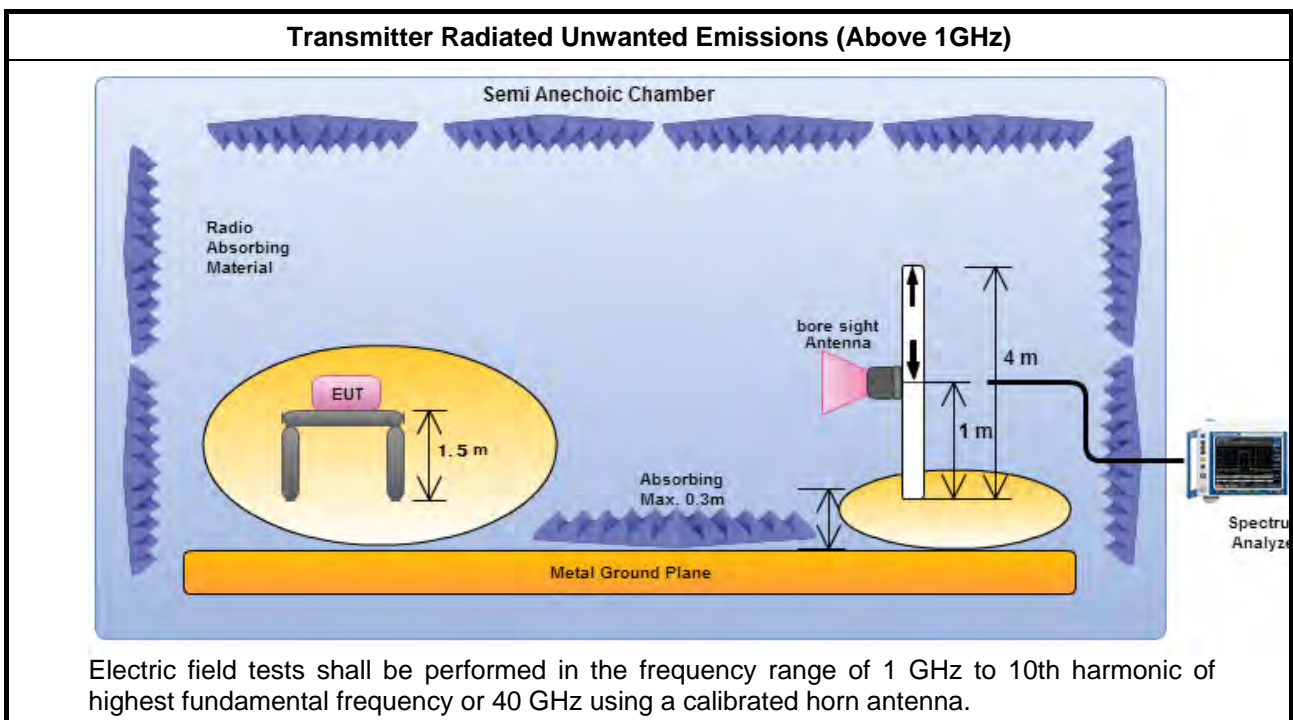 Transmitter Radiated Unwanted Emissions (Above 1GHz)
Semi Anechoic Chamber
Radio
Absorbing
Material
bore sight
Antenna
4 m
EUT
1.5 m
1 m
Absorbing
Max. 0.3m
Spectru
Analyze
Metal Ground Plane
Electric field tests shall be performed in the frequency range of 1 GHz to 10th harmonic of
highest fundamental frequency or 40 GHz using a calibrated horn antenna.